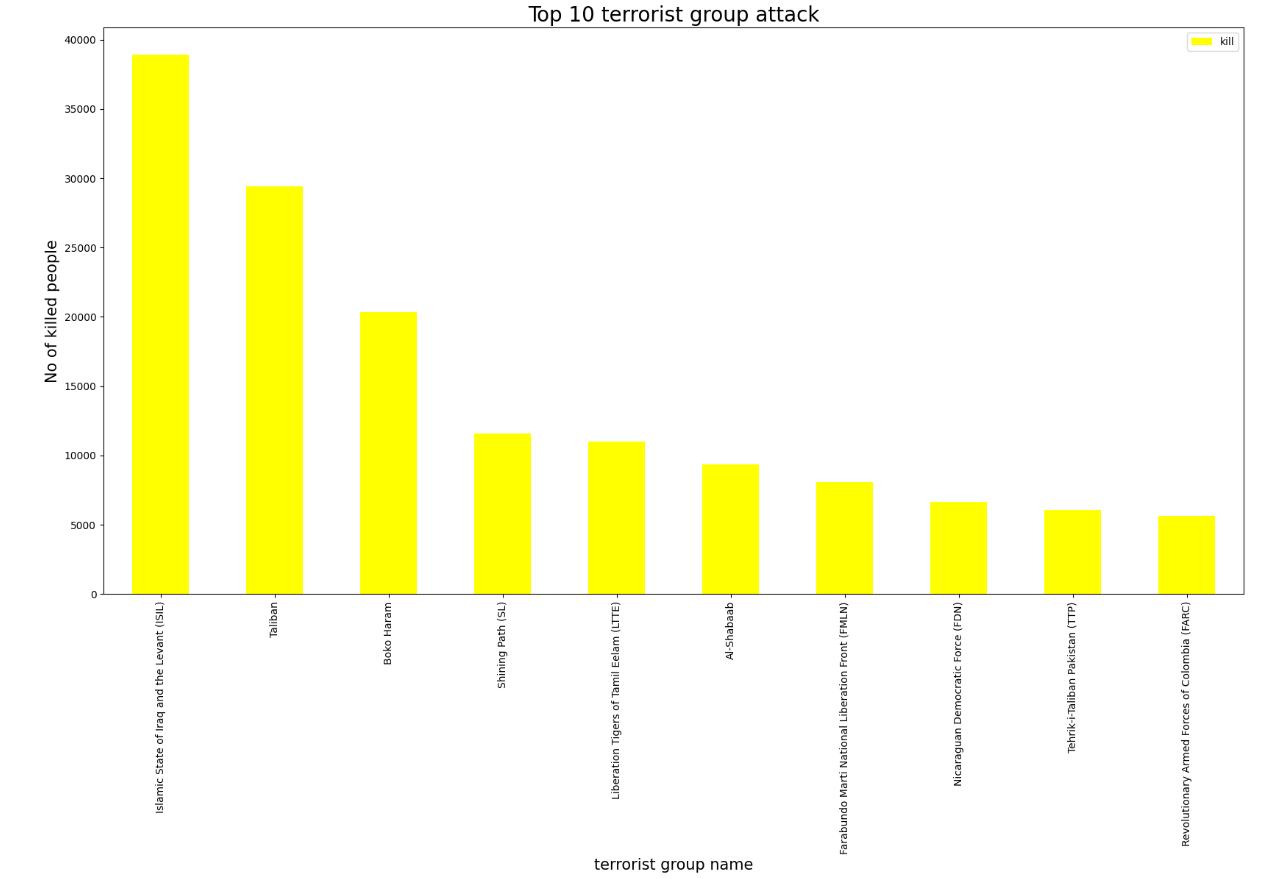 Top 10 terrorist group attack
kill
No of killed people
40000
35000
30000
25000
20000
15000
10000
5000
0
Islamic State of Iraq and the Levant (ISIL)
Taliban
Boko Haram
Shining Path (SL)
Liberation Tigers of Tamil Eelam (LTTE)
Al-Shabaab
Farabundo Marti National Liberation Front (FMLN)
Nicaraguan Democratic Force (FDN)
Tehrik-i-Taliban Pakistan (TTP)
Revolutionary Armed Forces of Colombia (FARC)
terrorist group name